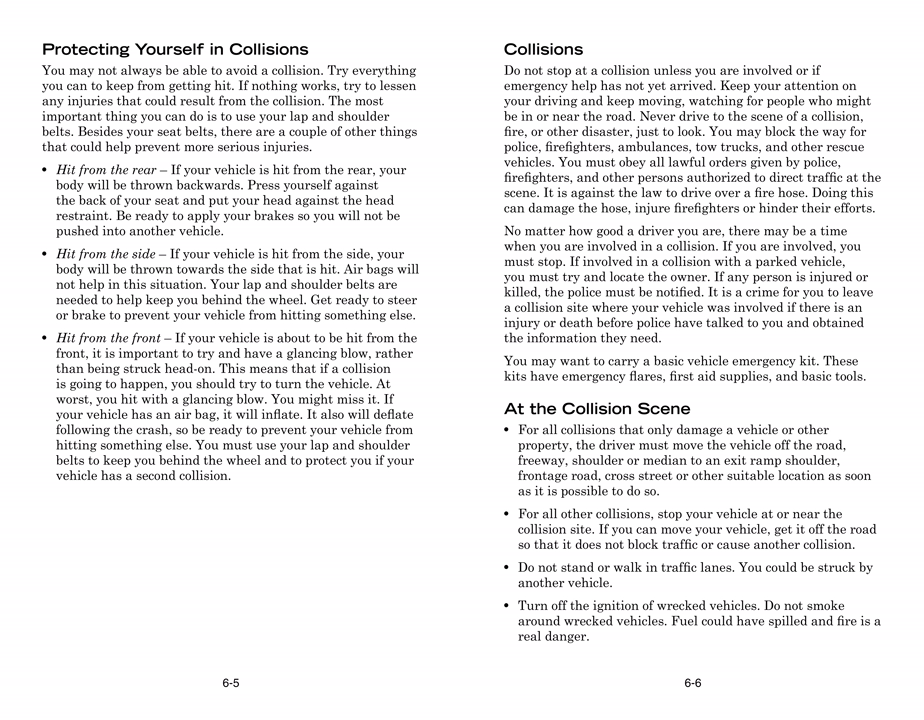 Protecting Yourself in Collisions
You may not always be able to avoid a collision. Try everything
you can to keep from getting hit. If nothing works, try to lessen
any injuries that could result from the collision. The most
important thing you can do is to use your lap and shoulder
belts. Besides your seat belts, there are a couple of other things
that could help prevent more serious injuries.
• Hit from the rear – If your vehicle is hit from the rear, your
body will be thrown backwards. Press yourself against
the back of your seat and put your head against the head
restraint. Be ready to apply your brakes so you will not be
pushed into another vehicle.
• Hit from the side – If your vehicle is hit from the side, your
body will be thrown towards the side that is hit. Air bags will
not help in this situation. Your lap and shoulder belts are
needed to help keep you behind the wheel. Get ready to steer
or brake to prevent your vehicle from hitting something else.
• Hit from the front – If your vehicle is about to be hit from the
front, it is important to try and have a glancing blow, rather
than being struck head-on. This means that if a collision
is going to happen, you should try to turn the vehicle. At
worst, you hit with a glancing blow. You might miss it. If
your vehicle has an air bag, it will inflate. It also will deflate
following the crash, so be ready to prevent your vehicle from
hitting something else. You must use your lap and shoulder
belts to keep you behind the wheel and to protect you if your
vehicle has a second collision.
6-5
Collisions
Do not stop at a collision unless you are involved or if
emergency help has not yet arrived. Keep your attention on
your driving and keep moving, watching for people who might
be in or near the road. Never drive to the scene of a collision,
fire, or other disaster, just to look. You may block the way for
police, firefighters, ambulances, tow trucks, and other rescue
vehicles. You must obey all lawful orders given by police,
firefighters, and other persons authorized to direct traffic at the
scene. It is against the law to drive over a fire hose. Doing this
can damage the hose, injure firefighters or hinder their efforts.
No matter how good a driver you are, there may be a time
when you are involved in a collision. If you are involved, you
must stop. If involved in a collision with a parked vehicle,
you must try and locate the owner. If any person is injured or
killed, the police must be notified. It is a crime for you to leave
a collision site where your vehicle was involved if there is an
injury or death before police have talked to you and obtained
the information they need.
You may want to carry a basic vehicle emergency kit. These
kits have emergency flares, first aid supplies, and basic tools.
At the Collision Scene
• For all collisions that only damage a vehicle or other
property, the driver must move the vehicle off the road,
freeway, shoulder or median to an exit ramp shoulder,
frontage road, cross street or other suitable location as soon
as it is possible to do so.
• For all other collisions, stop your vehicle at or near the
collision site. If you can move your vehicle, get it off the road
so that it does not block traffic or cause another collision.
• Do not stand or walk in traffic lanes. You could be struck by
another vehicle.
• Turn off the ignition of wrecked vehicles. Do not smoke
around wrecked vehicles. Fuel could have spilled and fire is a
real danger.
6-6